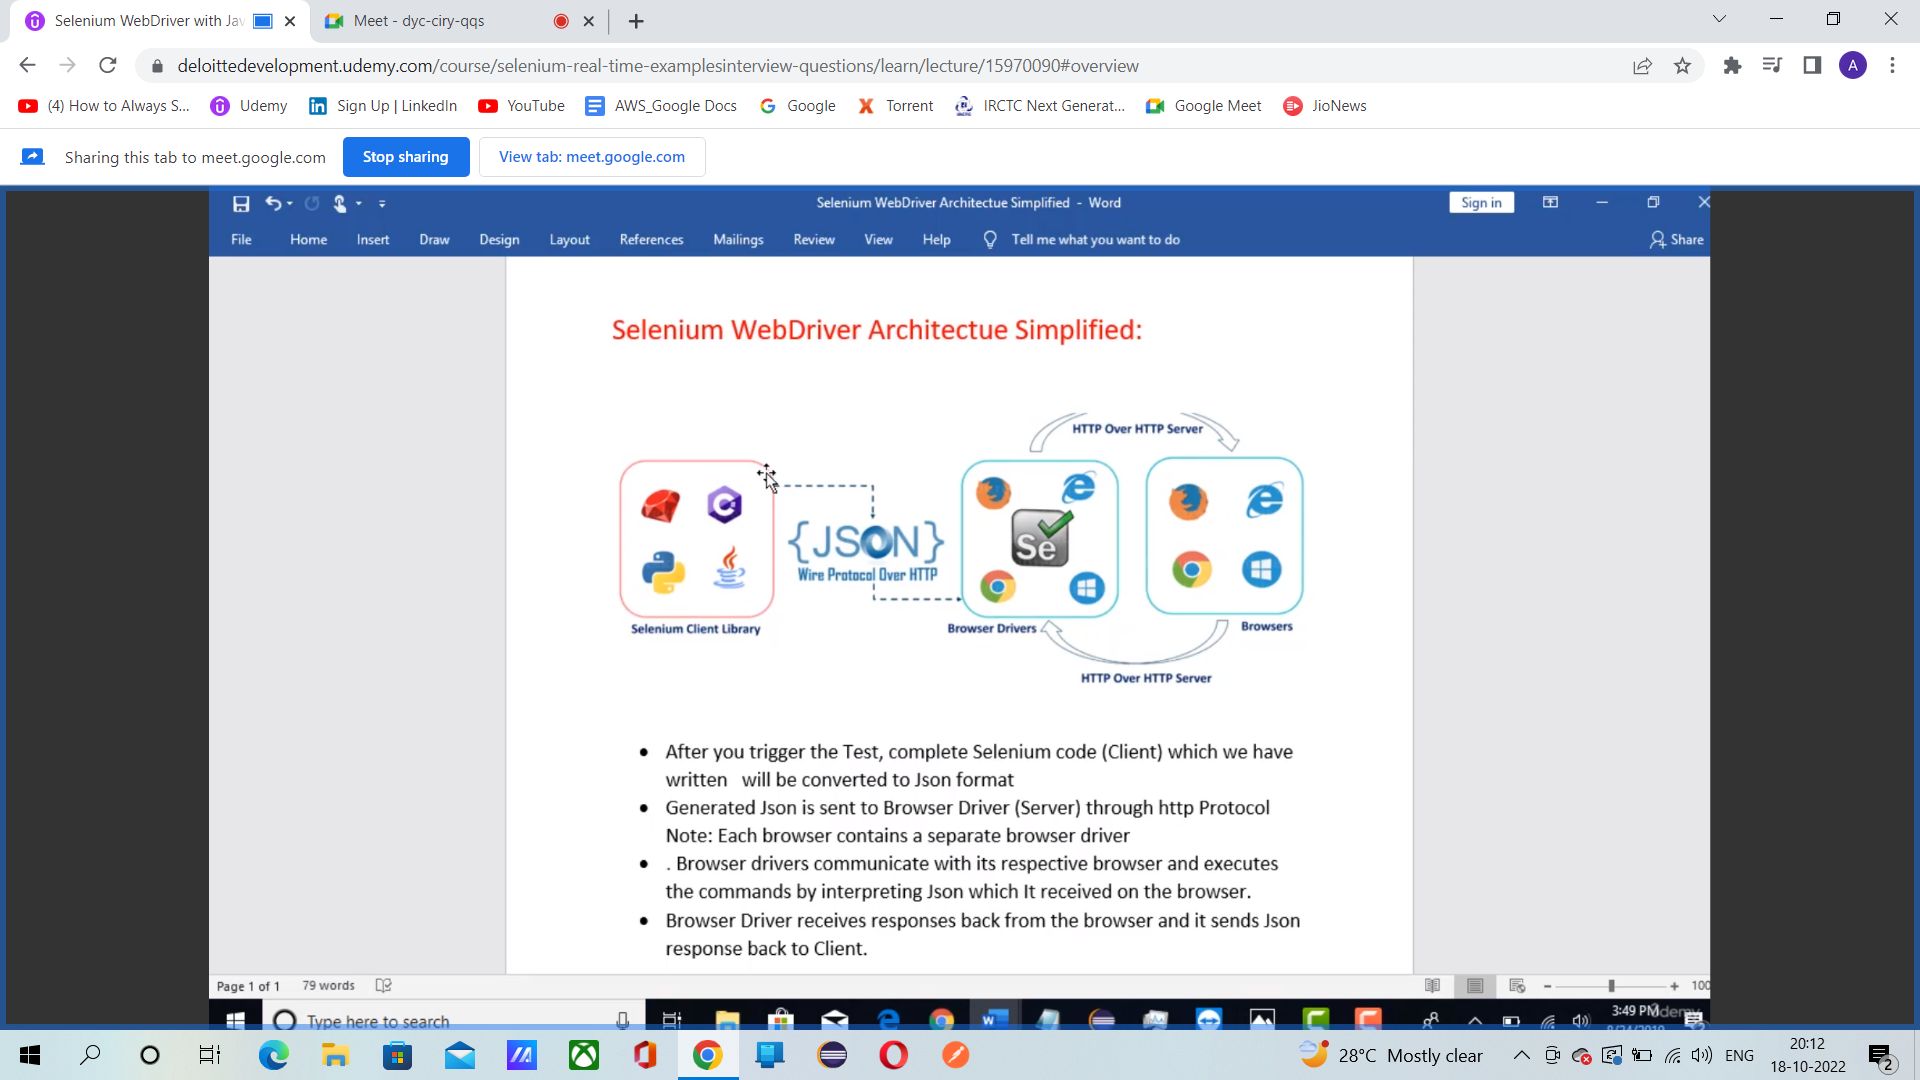 Selenium WebDriver with Jav
Meet - dyc-ciry-qqs
deloittedevelopment.udemy.com/course/selenium-real-time-examplesinterview-questions/learn/lecture/15970090#overview
A
(4) How to Always S...
Udemy
Sign Up | LinkedIn
YouTube
AWS_Google Docs
Google
Torrent
IRCTC Next Generat...
Google Meet
JioNews
Sharing this tab to meet.google.com
Stop sharing
View tab: meet.google.com
Selenium WebDriver Architectue Simplified - Word
Sign in
File Home Insert Draw Design Layout References Mailings Review View Help Tell me what you want to do Share
Selenium WebDriver Architectue Simplified:
HTTP Over HTTP Server
{JSON}
Wire Protocol Over HTTP
Se
Selenium Client Library
Browser Drivers
Browsers
HTTP Over HTTP Server
• After you trigger the Test, complete Selenium code (Client) which we have
written will be converted to Json format
• Generated Json is sent to Browser Driver (Server) through http Protocol
Note: Each browser contains a separate browser driver
• . Browser drivers communicate with its respective browser and executes
the commands by interpreting Json which It received on the browser.
• Browser Driver receives responses back from the browser and it sends Json
response back to Client.
Page 1 of 1 79 words
100
Type here to search
3:49 PM
28°C Mostly clear
ENG
20:12
18-10-2022
2